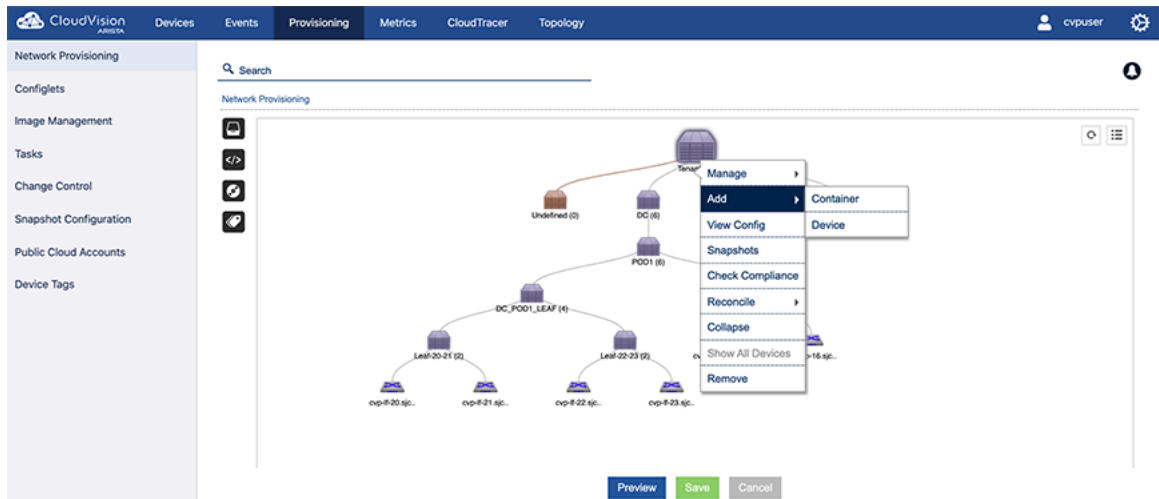 CloudVision
ARISTA
Devices
Events
Provisioning
Metrics
CloudTracer
Topology
cvpuser
Network Provisioning
Configlets
Image Management
Tasks
Change Control
Snapshot Configuration
Public Cloud Accounts
Device Tags
Search
Network Provisioning
Undefined (0)
DC (6)
POD1 (6)
DC_POD1_LEAF (4)
Leaf-20-21 (2)
Leaf-22-23 (2)
cvp-lf-20.sjc..
cvp-lf-21.sjc..
cvp-lf-22.sjc..
cvp-lf-23.sjc..
Manage
Add
View Config
Snapshots
Check Compliance
Reconcile
Collapse
Show All Devices
Remove
Container
Device
Preview
Save
Cancel